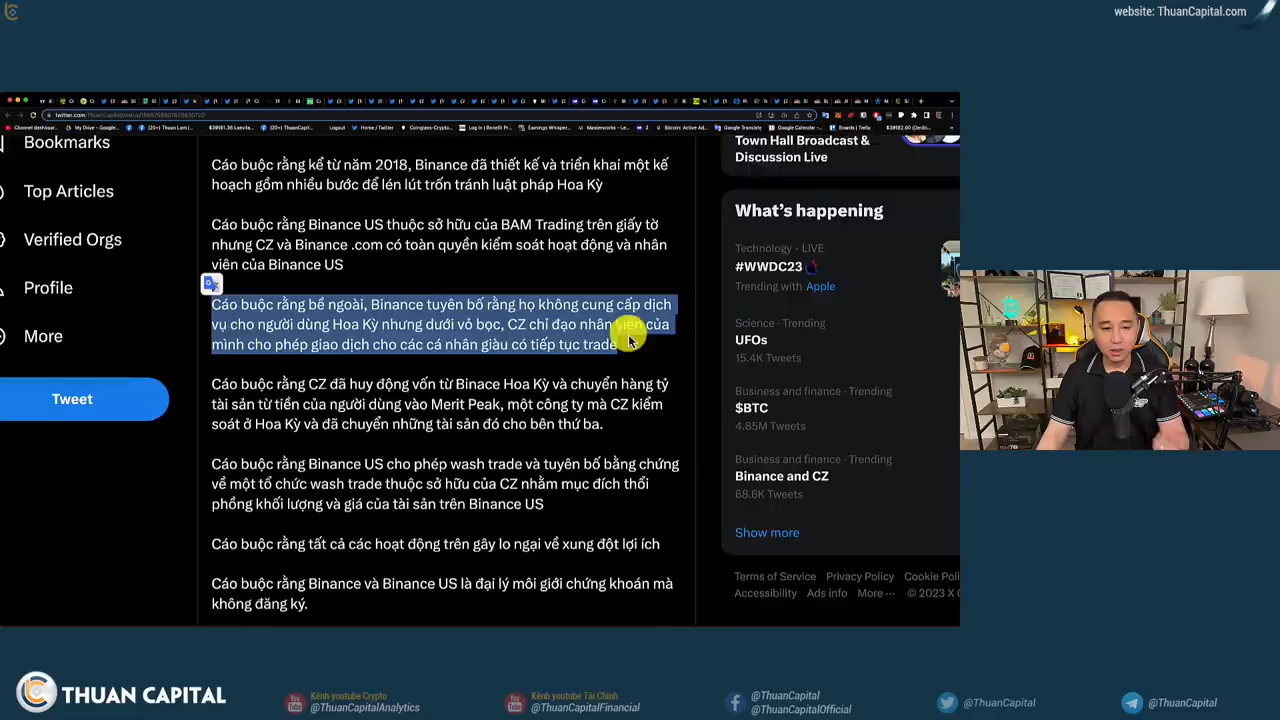 website: ThuanCapital.com
Bookmarks
Top Articles
Verified Orgs
Profile
More
Tweet
Cáo buộc rằng kể từ năm 2018, Binance đã thiết kế và triển khai một kế
hoạch gồm nhiều bước để lén lút trốn tránh luật pháp Hoa Kỳ
Cáo buộc rằng Binance US thuộc sở hữu của BAM Trading trên giấy tờ
nhưng CZ và Binance .com có toàn quyền kiểm soát hoạt động và nhân
viên của Binance US
Cáo buộc rằng bề ngoài, Binance tuyên bố rằng họ không cung cấp dịch
vụ cho người dùng Hoa Kỳ nhưng dưới vỏ bọc, CZ chỉ đạo nhân viên của
mình cho phép giao dịch cho các cá nhân giàu có tiếp tục trade
Cáo buộc rằng CZ đã huy động vốn từ Binace Hoa Kỳ và chuyển hàng tỷ
tài sản từ tiền của người dùng vào Merit Peak, một công ty mà CZ kiểm
soát ở Hoa Kỳ và đã chuyển những tài sản đó cho bên thứ ba.
Cáo buộc rằng Binance US cho phép wash trade và tuyên bố bằng chứng
về một tổ chức wash trade thuộc sở hữu của CZ nhằm mục đích thổi
phồng khối lượng và giá của tài sản trên Binance US
Cáo buộc rằng tất cả các hoạt động trên gây lo ngại về xung đột lợi ích
Cáo buộc rằng Binance và Binance US là đại lý môi giới chứng khoán mà
không đăng ký.
Town Hall Broadcast &
Discussion Live
What's happening
Technology · LIVE
#WWDC23
Trending with Apple
Science · Trending
UFOs
15.4K Tweets
Business and finance · Trending
$BTC
4.85M Tweets
Business and finance · Trending
Binance and CZ
68.6K Tweets
Show more
Terms of Service Privacy Policy Cookie Poli
Accessibility Ads info More ··· © 2023 X C
THUAN CAPITAL
Kênh youtube Crypto
@ThuanCapitalAnalytics
Kênh youtube Tài Chính
@ThuanCapitalFinancial
@ThuanCapital
@ThuanCapitalOfficial
@ThuanCapital
@ThuanCapital